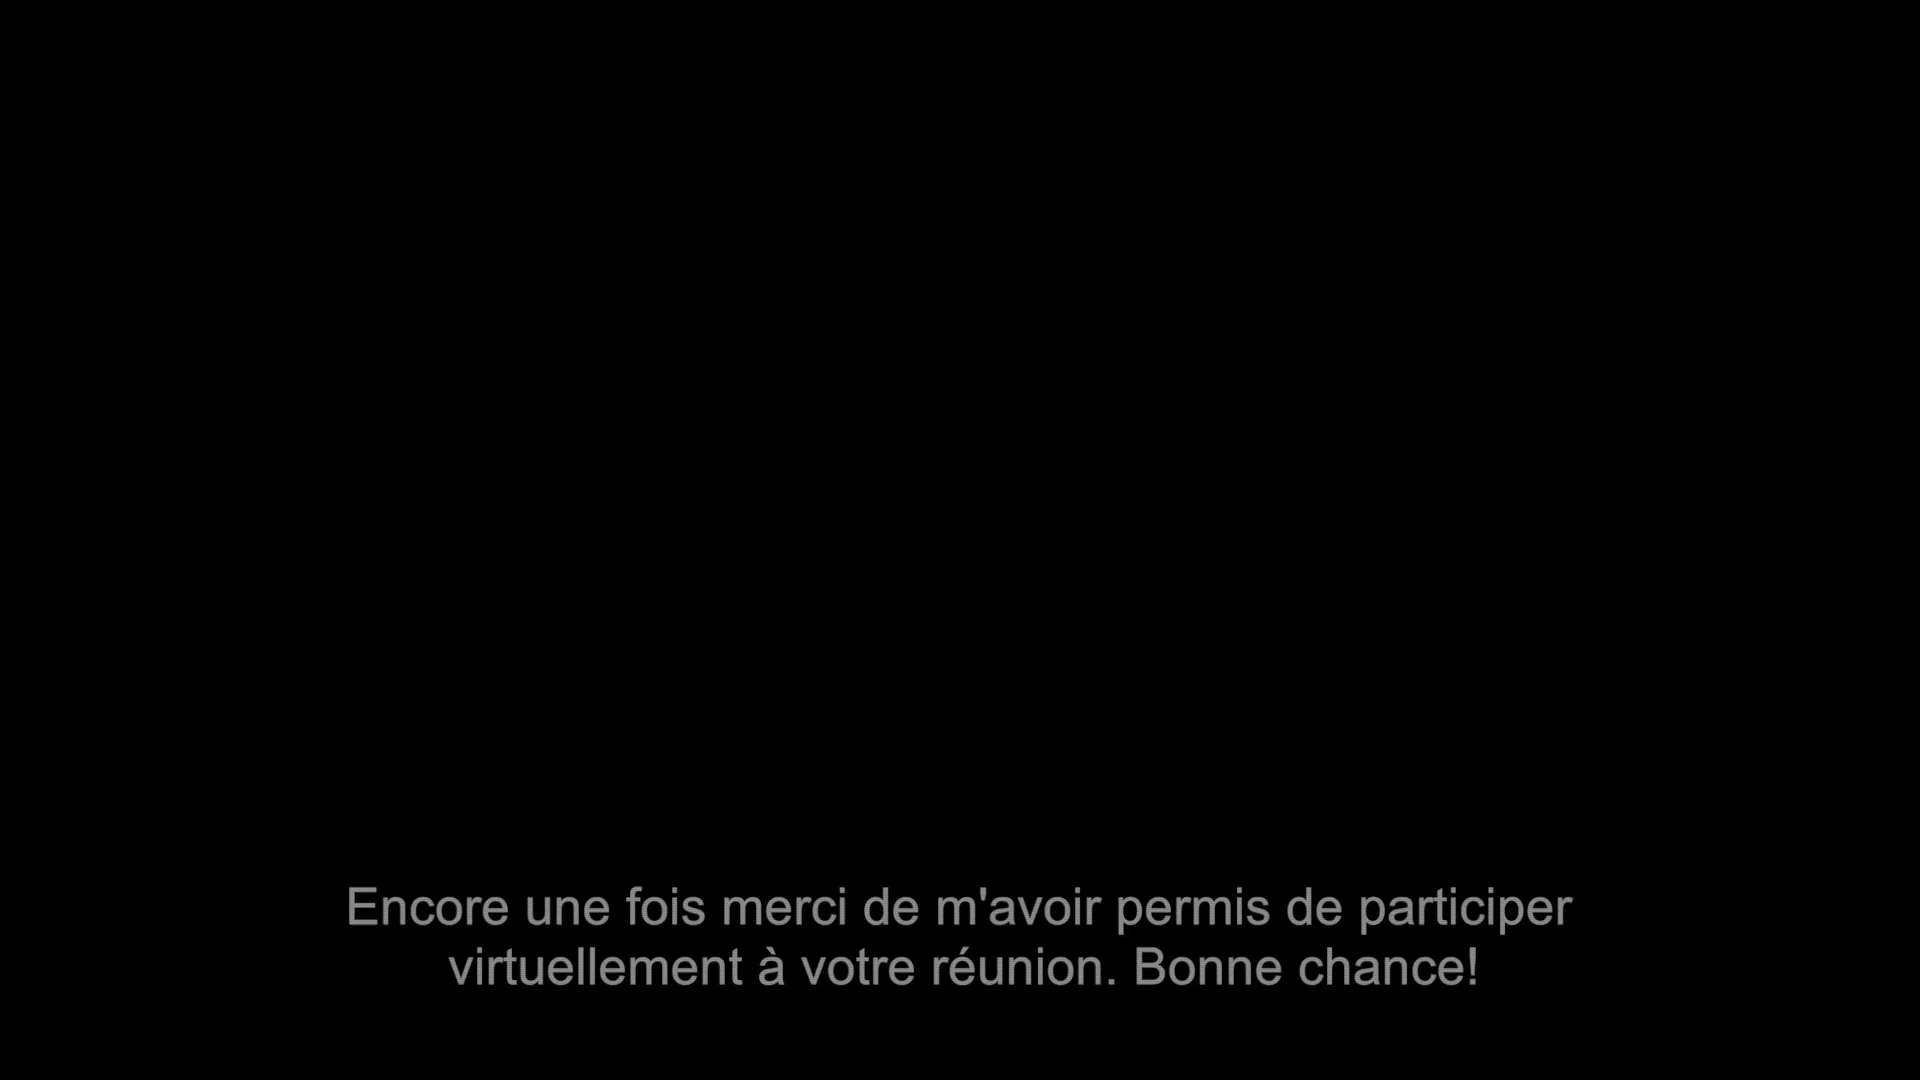 Encore une fois merci de m'avoir permis de participer
virtuellement à votre réunion. Bonne chance!